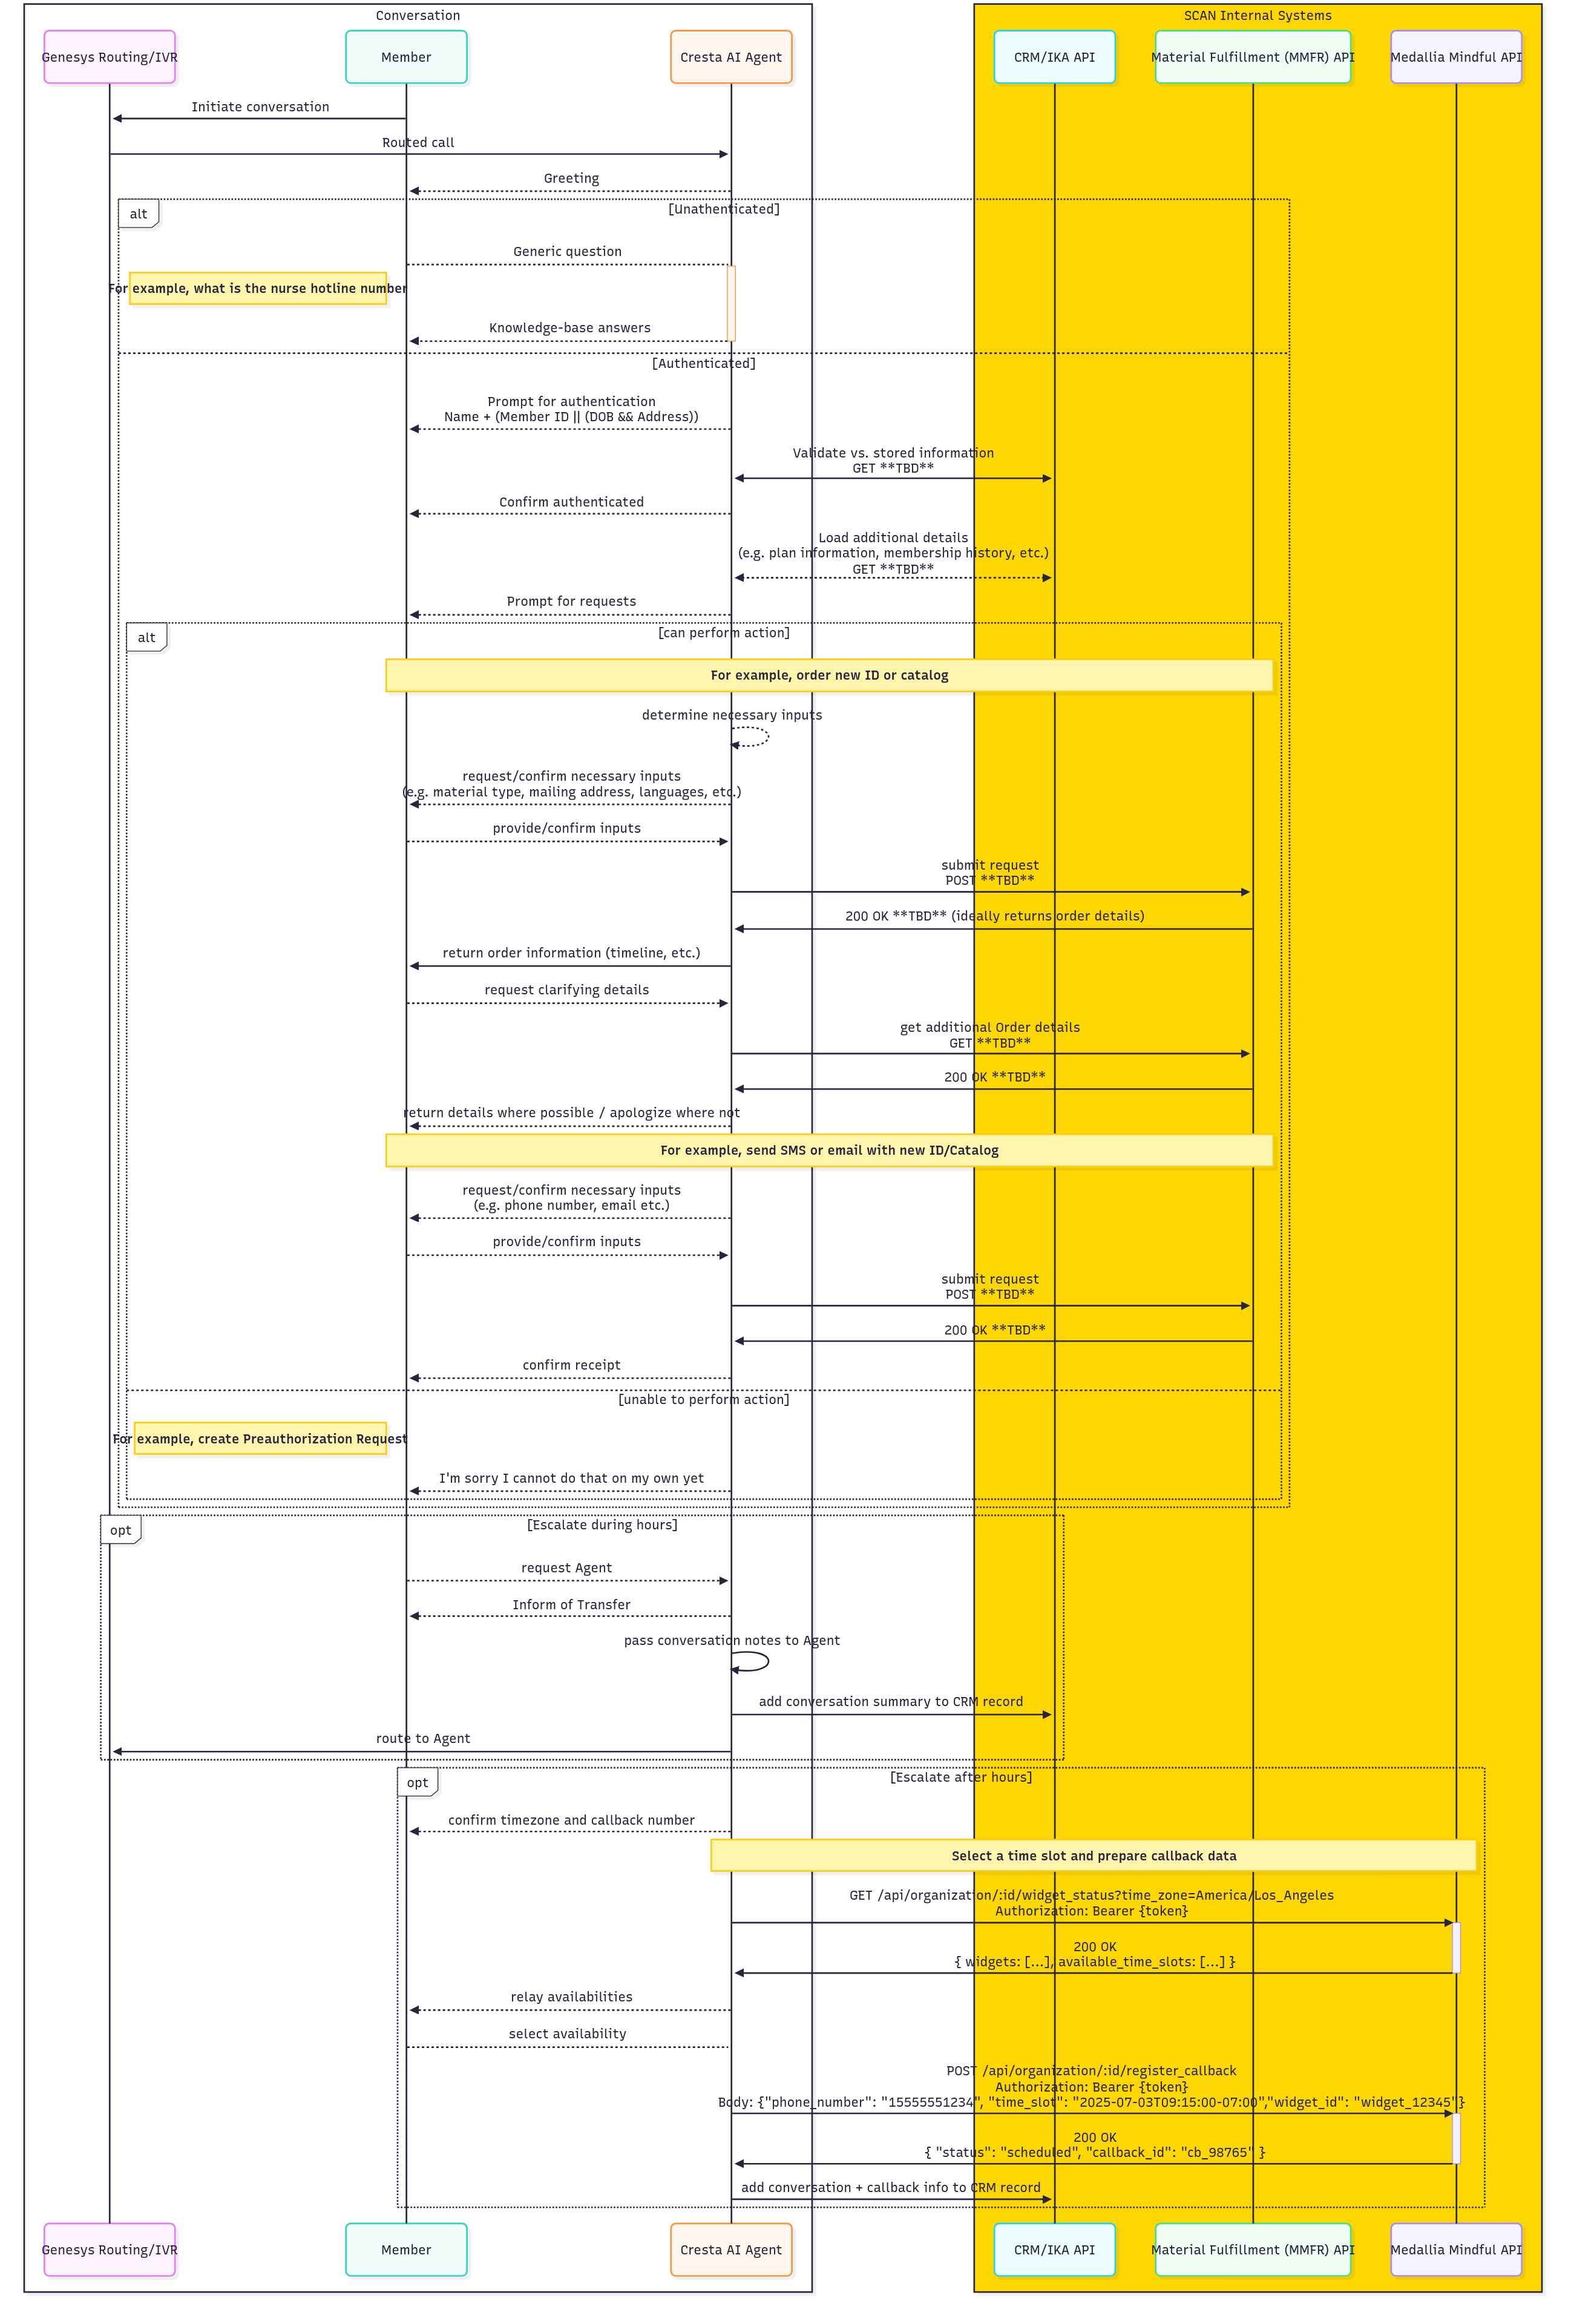 Conversation
SCAN Internal Systems
Genesys Routing/IVR
Member
Cresta AI Agent
CRM/IKA API
Material Fulfillment (MMFR) API
Medallia Mindful API
Initiate conversation
Routed call
Greeting
alt
[Unathenticated]
Generic question
For example, what is the nurse hotline number
Knowledge-base answers
[Authenticated]
Prompt for authentication
Name + (Member ID || (DOB && Address))
Validate vs. stored information
GET **TBD**
Confirm authenticated
Load additional details
(e.g. plan information, membership history, etc.)
GET **TBD**
Prompt for requests
alt
[can perform action]
For example, order new ID or catalog
determine necessary inputs
request/confirm necessary inputs
(e.g. material type, mailing address, languages, etc.)
provide/confirm inputs
submit request
POST **TBD**
200 OK **TBD** (ideally returns order details)
return order information (timeline, etc.)
request clarifying details
get additional Order details
GET **TBD**
200 OK **TBD**
return details where possible / apologize where not
For example, send SMS or email with new ID/Catalog
request/confirm necessary inputs
(e.g. phone number, email etc.)
provide/confirm inputs
submit request
POST **TBD**
200 OK **TBD**
confirm receipt
[unable to perform action]
For example, create Preauthorization Request
I'm sorry I cannot do that on my own yet
opt
[Escalate during hours]
request Agent
Inform of Transfer
pass conversation notes to Agent
add conversation summary to CRM record
route to Agent
opt
[Escalate after hours]
confirm timezone and callback number
Select a time slot and prepare callback data
GET /api/organization/:id/widget_status?time_zone=America/Los_Angeles
Authorization: Bearer {token}
200 OK
{ widgets: [...], available_time_slots: [...] }
relay availabilities
select availability
POST /api/organization/:id/register_callback
Authorization: Bearer {token}
Body: {"phone_number": "15555551234", "time_slot": "2025-07-03T09:15:00-07:00","widget_id": "widget_12345"}
200 OK
{ "status": "scheduled", "callback_id": "cb_98765" }
add conversation + callback info to CRM record
Genesys Routing/IVR
Member
Cresta AI Agent
CRM/IKA API
Material Fulfillment (MMFR) API
Medallia Mindful API